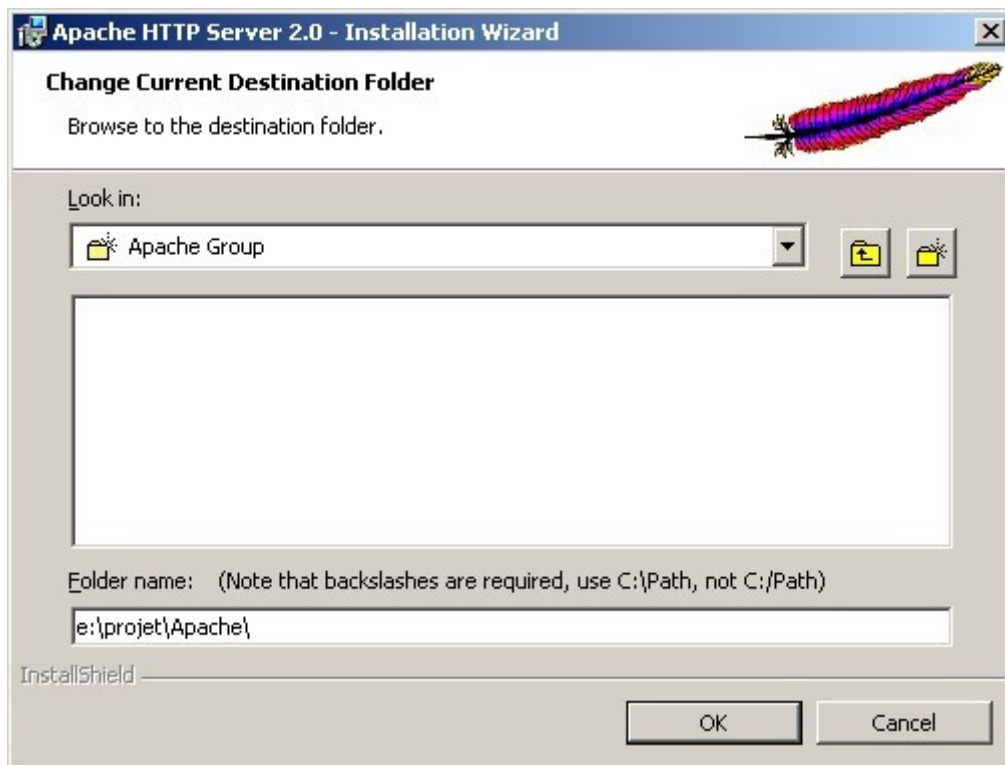 Apache HTTP Server 2.0 - Installation Wizard
Change Current Destination Folder
Browse to the destination folder.
Look in:
Apache Group
Folder name: (Note that backslashes are required, use C:\Path, not C:/Path)
e:\projet\Apache\
InstallShield
OK Cancel